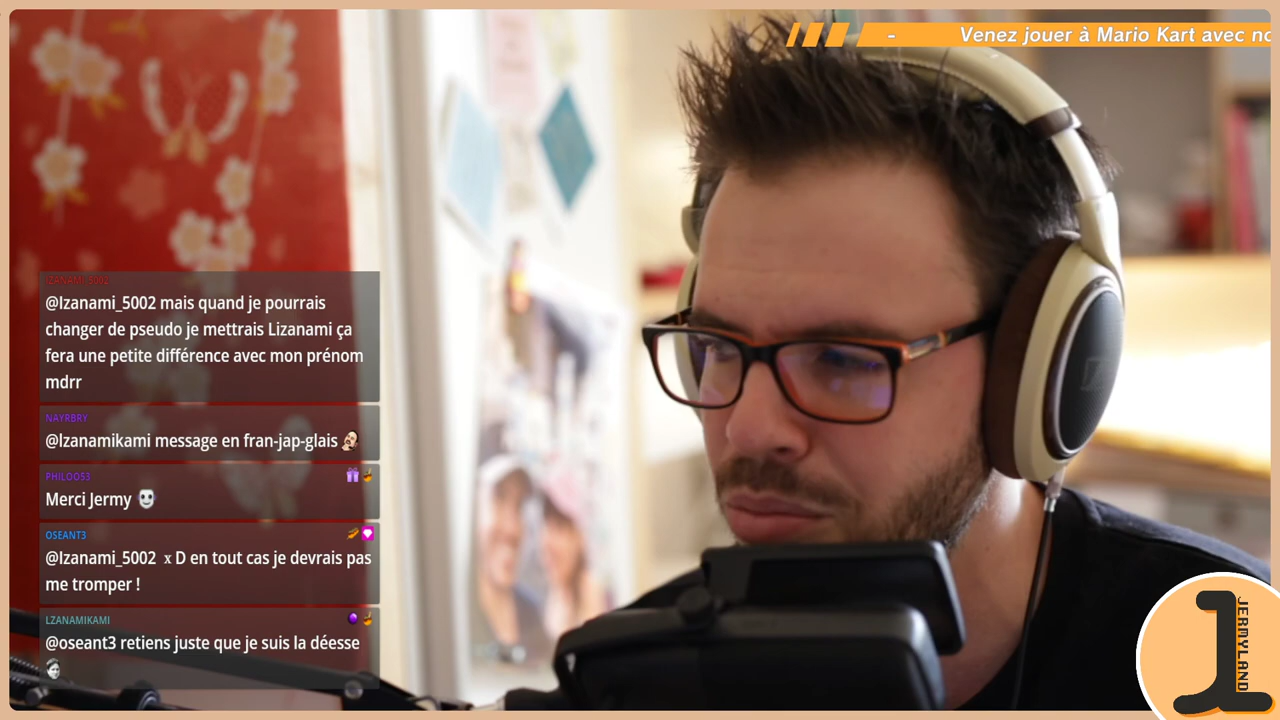 - Venez jouer à Mario Kart avec no
IZANAMI_5002
@Izanami_5002 mais quand je pourrais
changer de pseudo je mettrais Lizanami ça
fera une petite différence avec mon prénom
mdrr
NAYRBRY
@lzanamikami message en fran-jap-glais
PHILOO53
Merci Jermy
OSEANT3
@Izanami_5002 x D en tout cas je devrais pas
me tromper !
LZANAMIKAMI
@oseant3 retiens juste que je suis la déesse
JERMYLAND